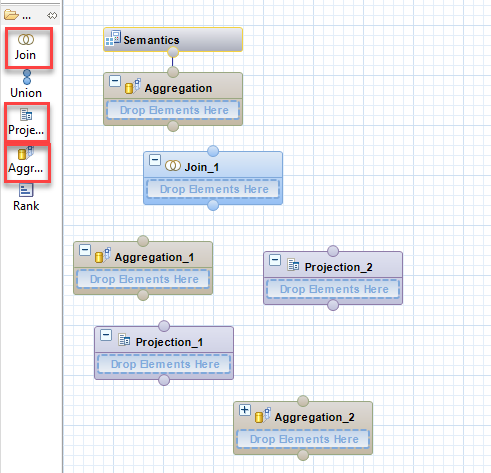 ...
Join
Union
Proje...
Aggr...
Rank
Semantics
Aggregation
Drop Elements Here
Join_1
Drop Elements Here
Aggregation_1
Drop Elements Here
Projection_2
Drop Elements Here
Projection_1
Drop Elements Here
Aggregation_2
Drop Elements Here